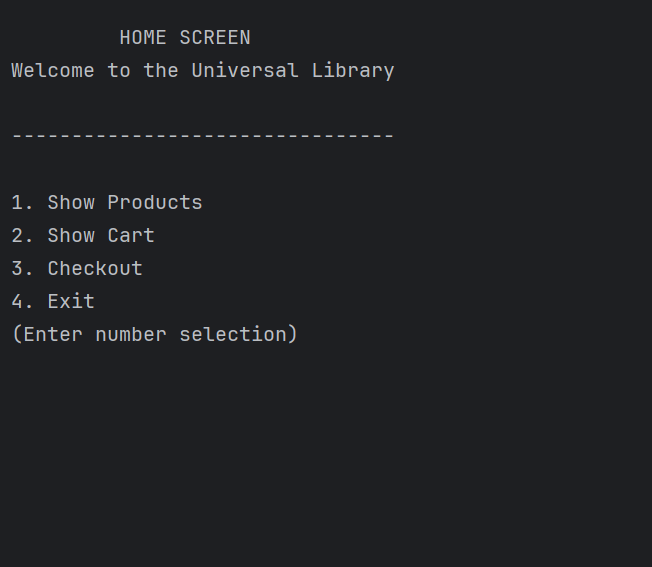 HOME SCREEN
Welcome to the Universal Library
--------------------------------
1. Show Products
2. Show Cart
3. Checkout
4. Exit
(Enter number selection)